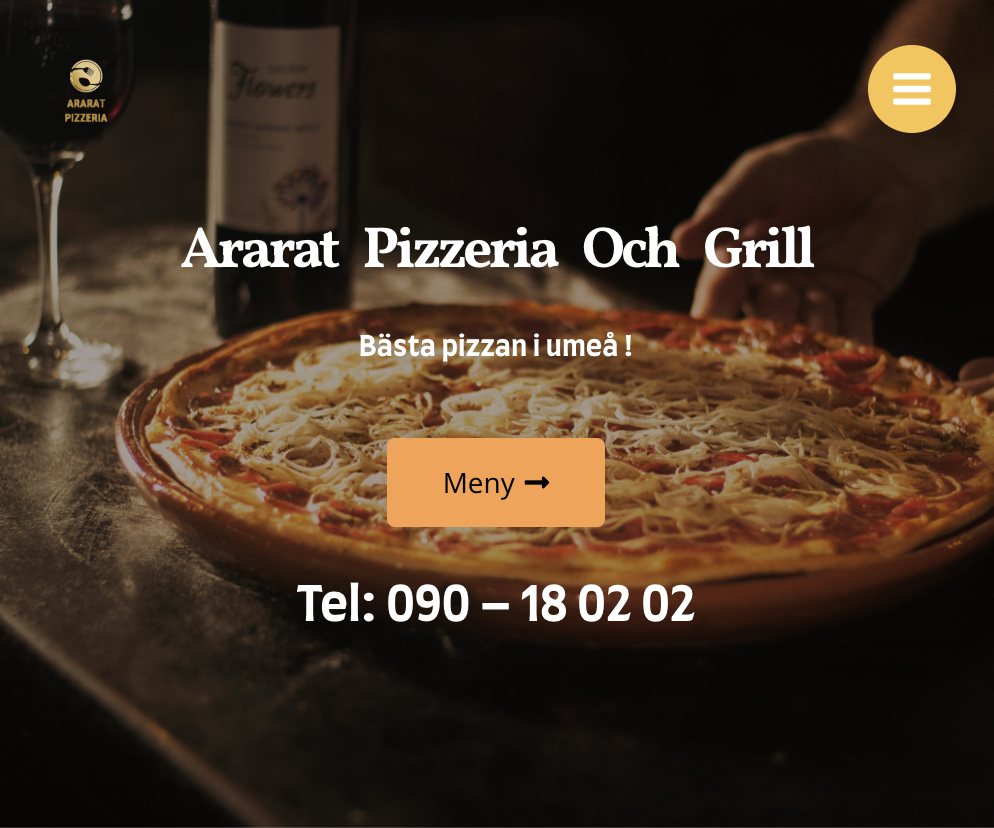 ARARAT
PIZZERIA
Flowers
Ararat Pizzeria Och Grill
Bästa pizzan i umeå !
Meny
Tel: 090 – 18 02 02